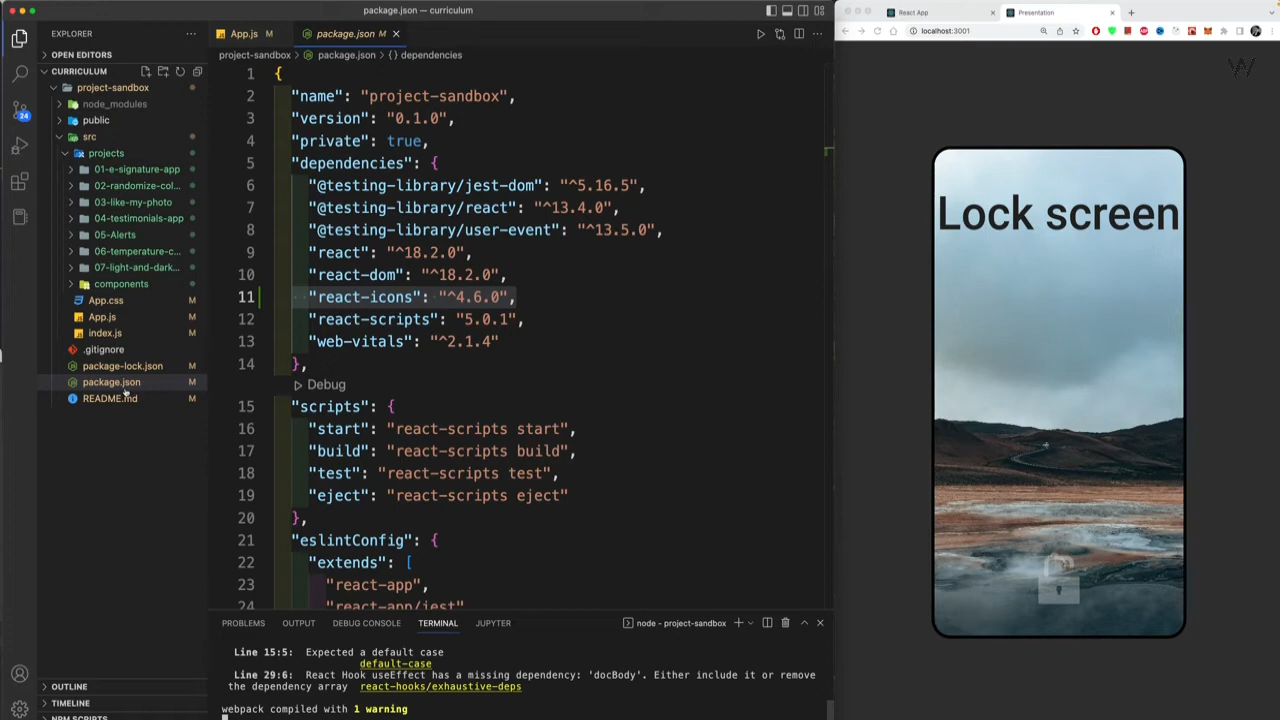 package.json — curriculum
EXPLORER
OPEN EDITORS
CURRICULUM
project-sandbox
node_modules
public
src
projects
01-e-signature-app
02-randomize-col...
03-like-my-photo
04-testimonials-app
05-Alerts
06-temperature-c...
07-light-and-dark...
components
App.css M
App.js M
index.js M
.gitignore
package-lock.json M
package.json M
README.md M
24
OUTLINE
TIMELINE
NPM SCRIPTS
App.js M
package.json M
project-sandbox > package.json > {} dependencies
1 {
2 "name": "project-sandbox",
3 "version": "0.1.0",
4 "private": true,
5 "dependencies": {
6 "@testing-library/jest-dom": "^5.16.5",
7 "@testing-library/react": "^13.4.0",
8 "@testing-library/user-event": "^13.5.0",
9 "react": "^18.2.0",
10 "react-dom": "^18.2.0",
11 "react-icons": "^4.6.0",
12 "react-scripts": "5.0.1",
13 "web-vitals": "^2.1.4"
14 },
Debug
15 "scripts": {
16 "start": "react-scripts start",
17 "build": "react-scripts build",
18 "test": "react-scripts test",
19 "eject": "react-scripts eject"
20 },
21 "eslintConfig": {
22 "extends": [
23 "react-app",
24 "react-app/jest"
PROBLEMS OUTPUT DEBUG CONSOLE TERMINAL JUPYTER
node - project-sandbox
Line 15:5: Expected a default case
default-case
Line 29:6: React Hook useEffect has a missing dependency: 'docBody'. Either include it or remove
the dependency array react-hooks/exhaustive-deps
webpack compiled with 1 warning
React App
Presentation
localhost:3001
W
Lock screen